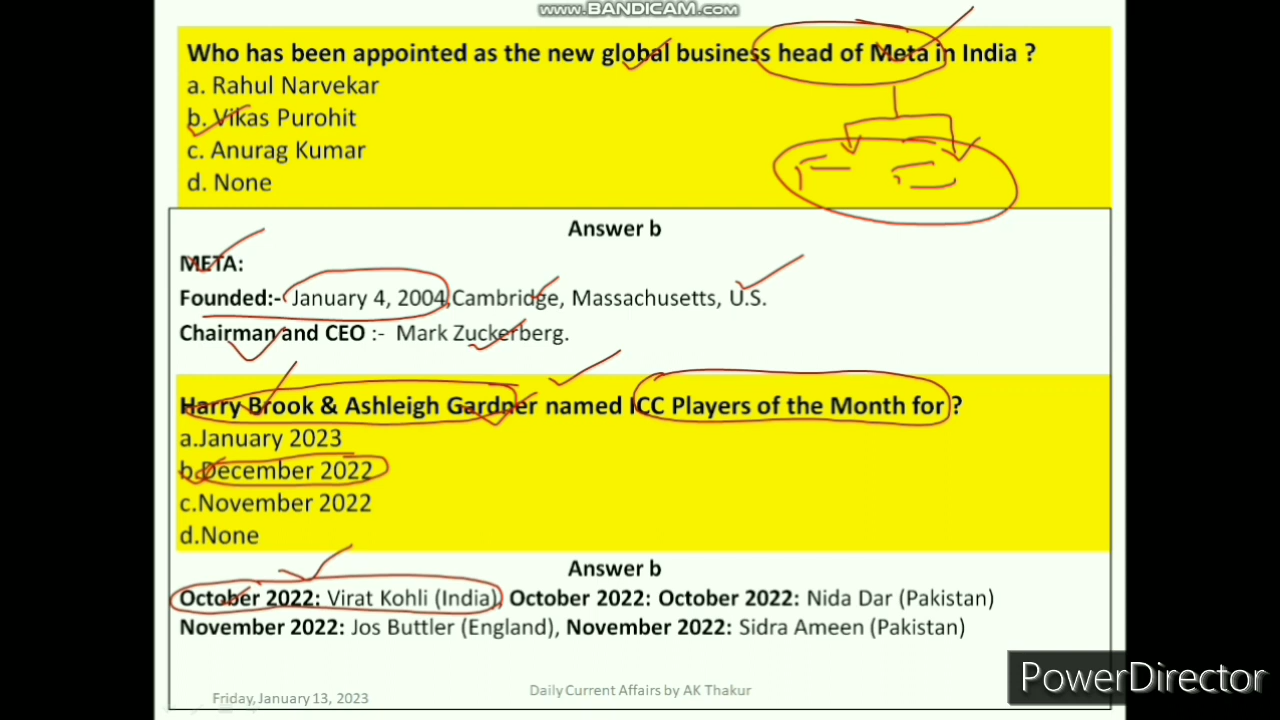 www.BANDICAM.com
Who has been appointed as the new global business head of Meta in India ?
a. Rahul Narvekar
b. Vikas Purohit
c. Anurag Kumar
d. None
Answer b
META:
Founded:- January 4, 2004,Cambridge, Massachusetts, U.S.
Chairman and CEO :- Mark Zuckerberg.
Harry Brook & Ashleigh Gardner named ICC Players of the Month for ?
a.January 2023
b.December 2022
c.November 2022
d.None
Answer b
October 2022: Virat Kohli (India), October 2022: October 2022: Nida Dar (Pakistan)
November 2022: Jos Buttler (England), November 2022: Sidra Ameen (Pakistan)
Friday, January 13, 2023
Daily Current Affairs by AK Thakur
PowerDirector